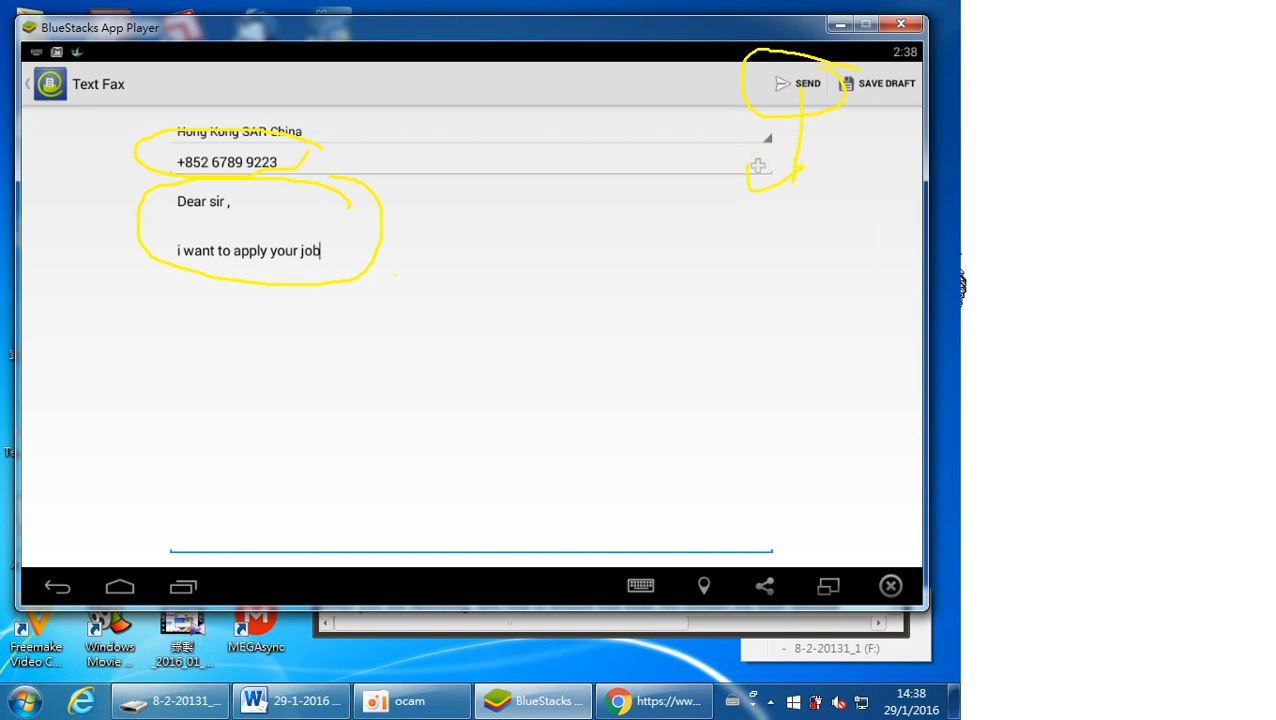 BlueStacks App Player
2:38
Text Fax
SEND
SAVE DRAFT
Hong Kong SAR China
+852 6789 9223
Dear sir ,
i want to apply your job
Freemake
Video C...
Windows
Movie ...
_2016_01_...
MEGAsync
- 8-2-20131_1 (F:)
8-2-20131_...
29-1-2016 ...
ocam
BlueStacks ...
https://ww...
14:38
29/1/2016